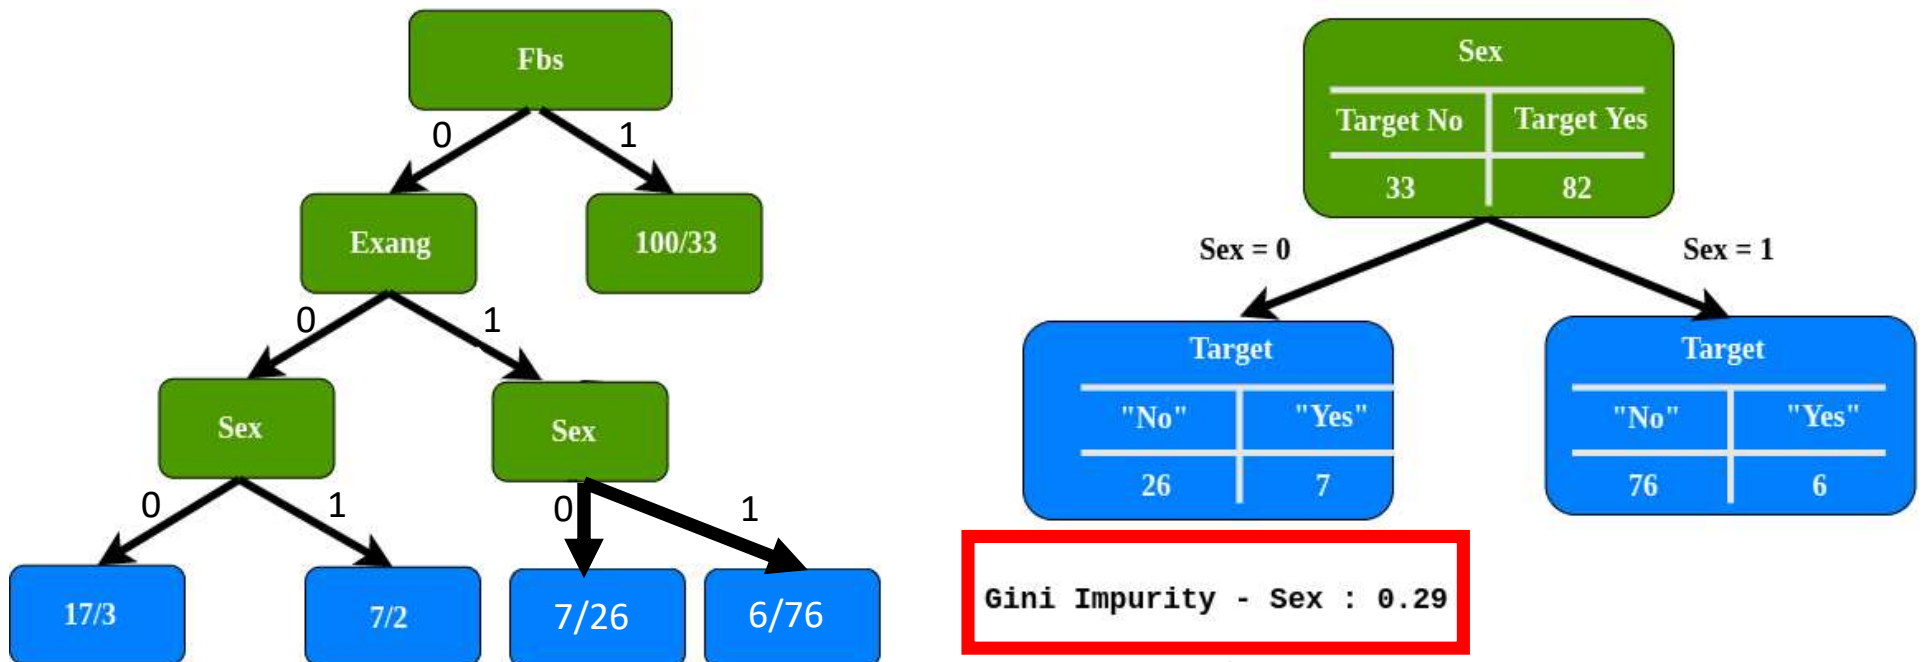 Fbs
0
1
Exang
100/33
0
1
Sex
Sex
0
1
0
1
17/3
7/2
7/26
6/76
Sex
Target No
Target Yes
33
82
Sex = 0
Sex = 1
Target
"No"
"Yes"
26
7
Target
"No"
"Yes"
76
6
Gini Impurity - Sex : 0.29